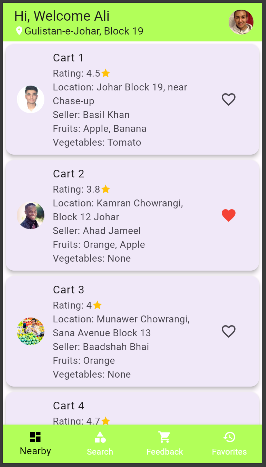 Hi, Welcome Ali
Gulistan-e-Johar, Block 19
Cart 1
Rating: 4.5
Location: Johar Block 19, near
Chase-up
Seller: Basil Khan
Fruits: Apple, Banana
Vegetables: Tomato
Cart 2
Rating: 3.8
Location: Kamran Chowrangi,
Block 12 Johar
Seller: Ahad Jameel
Fruits: Orange, Apple
Vegetables: None
Cart 3
Rating: 4
Location: Munawer Chowrangi,
Sana Avenue Block 13
Seller: Baadshah Bhai
Fruits: Orange
Vegetables: None
Cart 4
Rating: 4.7
Nearby Search Feedback Favorites